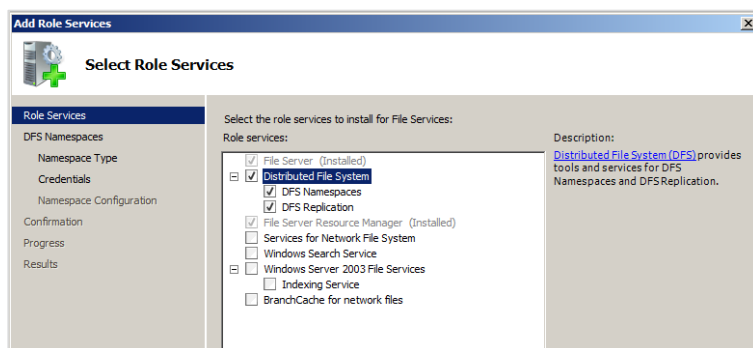 Add Role Services
Select Role Services
Role Services
DFS Namespaces
Namespace Type
Credentials
Namespace Configuration
Confirmation
Progress
Results
Select the role services to install for File Services:
Role services:
File Server (Installed)
Distributed File System
DFS Namespaces
DFS Replication
File Server Resource Manager (Installed)
Services for Network File System
Windows Search Service
Windows Server 2003 File Services
Indexing Service
BranchCache for network files
Description:
Distributed File System (DFS) provides
tools and services for DFS
Namespaces and DFS Replication.